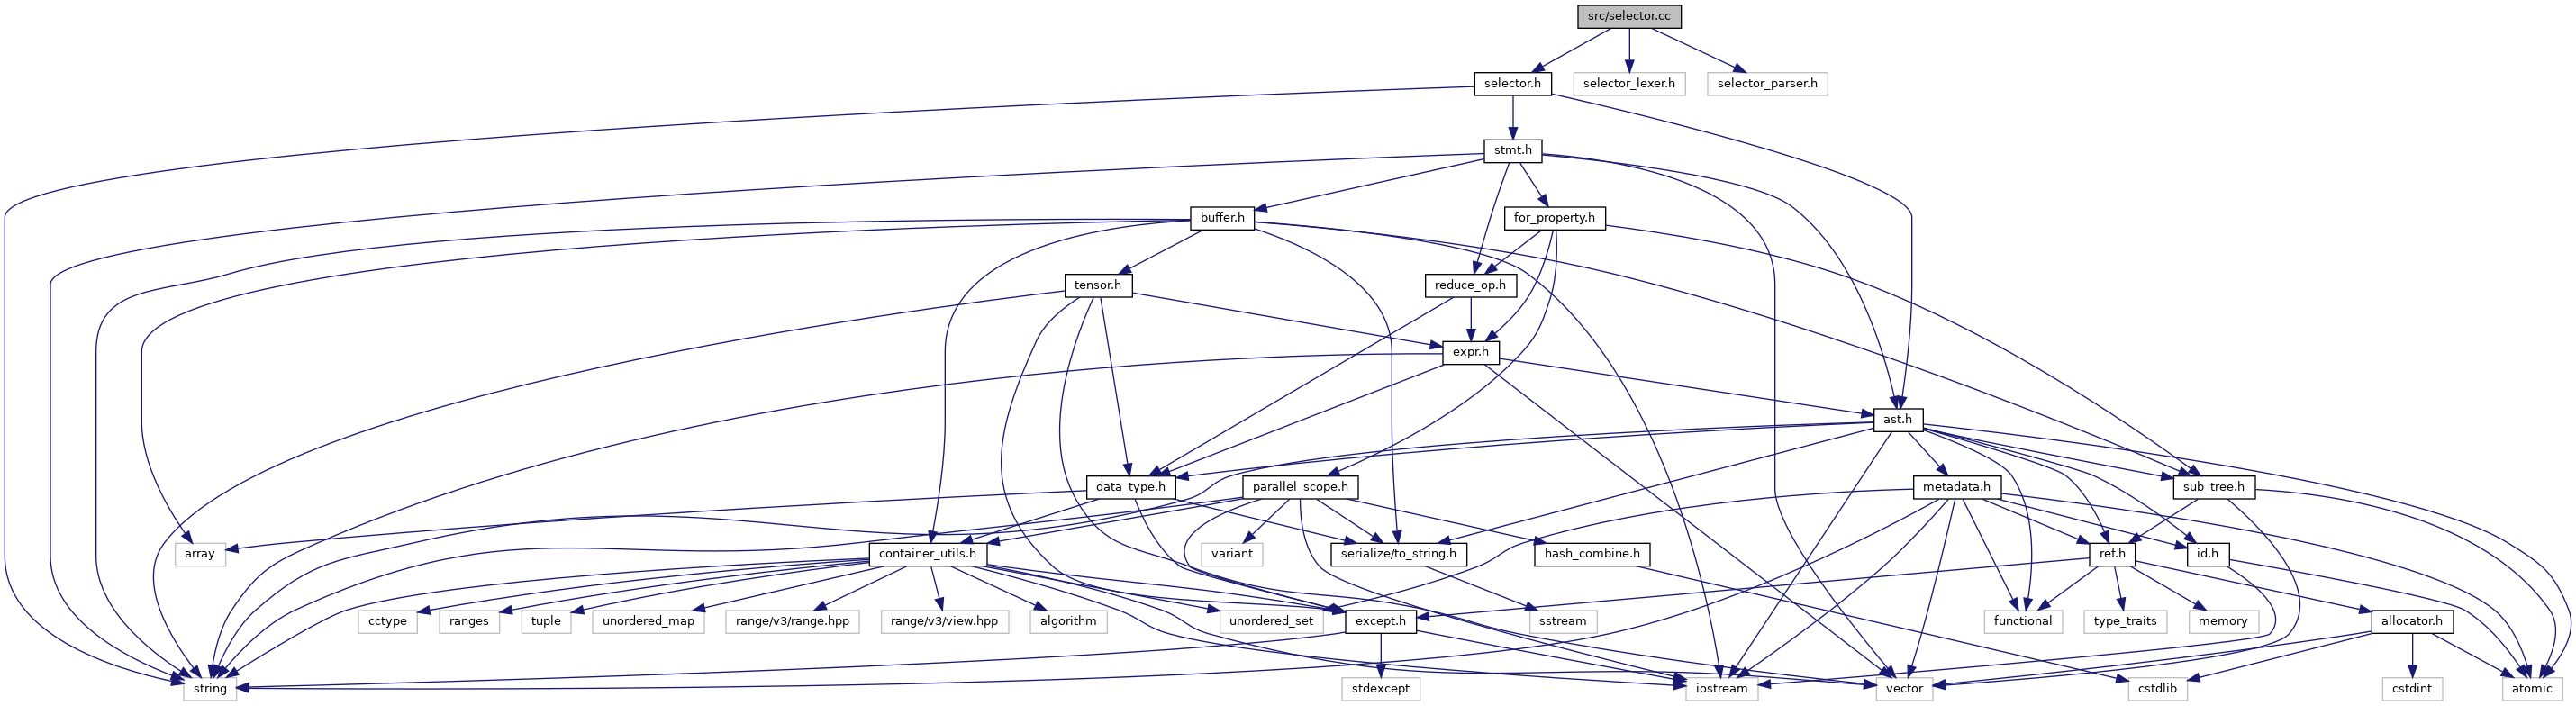 src/selector.cc
selector.h
selector_lexer.h
selector_parser.h
stmt.h
buffer.h
for_property.h
tensor.h
reduce_op.h
expr.h
ast.h
data_type.h
parallel_scope.h
metadata.h
sub_tree.h
array
container_utils.h
variant
serialize/to_string.h
hash_combine.h
ref.h
id.h
cctype
ranges
tuple
unordered_map
range/v3/range.hpp
range/v3/view.hpp
algorithm
unordered_set
except.h
sstream
functional
type_traits
memory
allocator.h
string
stdexcept
iostream
vector
cstdlib
cstdint
atomic